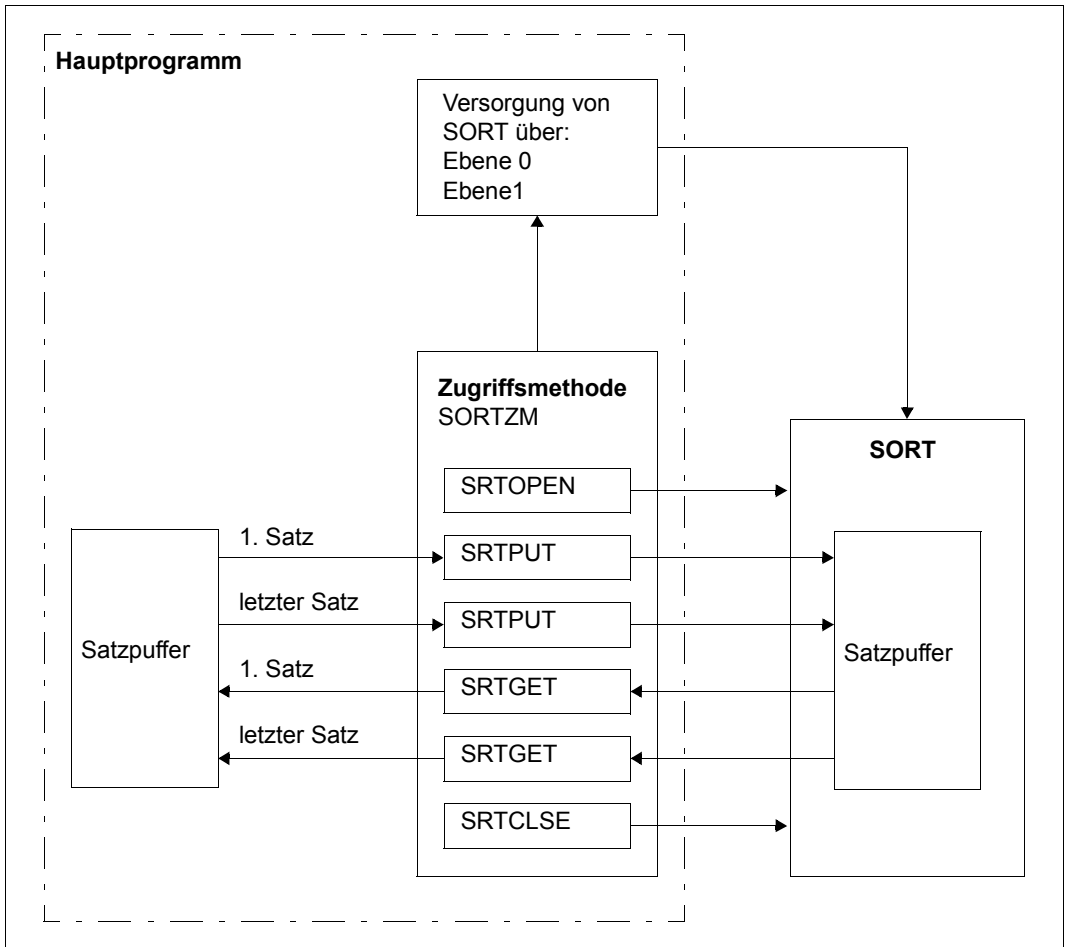 Hauptprogramm
Versorgung von
SORT über:
Ebene 0
Ebene1
Zugriffsmethode
SORTZM
SORT
SRTOPEN
1. Satz
SRTPUT
letzter Satz
SRTPUT
Satzpuffer
Satzpuffer
1. Satz
SRTGET
letzter Satz
SRTGET
SRTCLSE